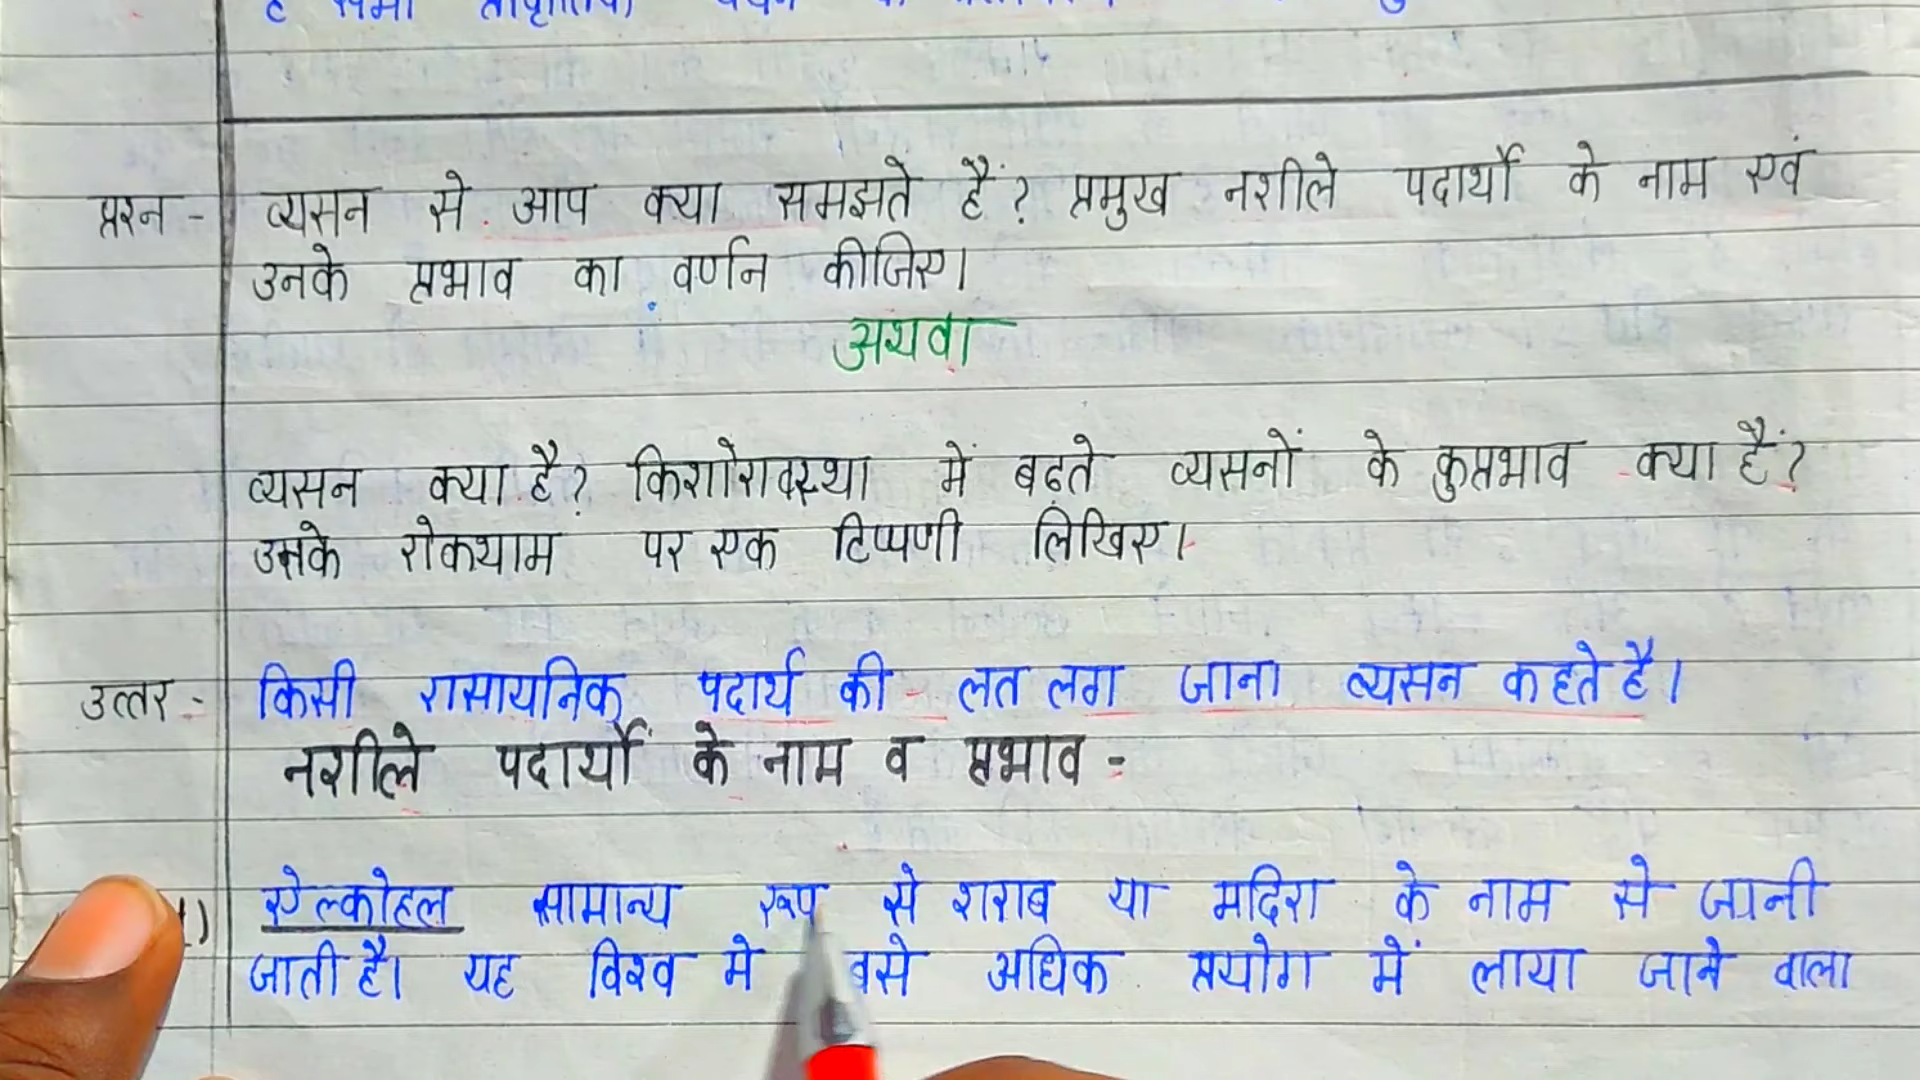 प्रश्न - व्यसन से आप क्या समझते हैं? प्रमुख नशीले पदार्थों के नाम एवं
उनके प्रभाव का वर्णन कीजिए।
अथवा
व्यसन क्या है? किशोरावस्था में बढ़ते व्यसनों के कुप्रभाव क्या हैं?
उसके रोकथाम पर एक टिप्पणी लिखिए।
उत्तर - किसी रासायनिक पदार्थ की लत लग जाना व्यसन कहते है।
नशीले पदार्थों के नाम व प्रभाव -
1) ऐल्कोहल सामान्य रूप से शराब या मदिरा के नाम से जानी
जाती है। यह विश्व मे अधिक प्रयोग में लाया जाने वाला